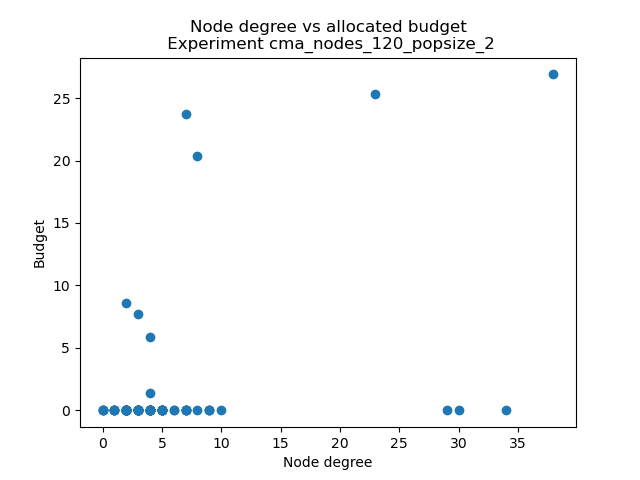 Node degree vs allocated budget
Experiment cma_nodes_120_popsize_2
Budget
25
20
15
10
5
0
0 5 10 15 20 25 30 35
Node degree